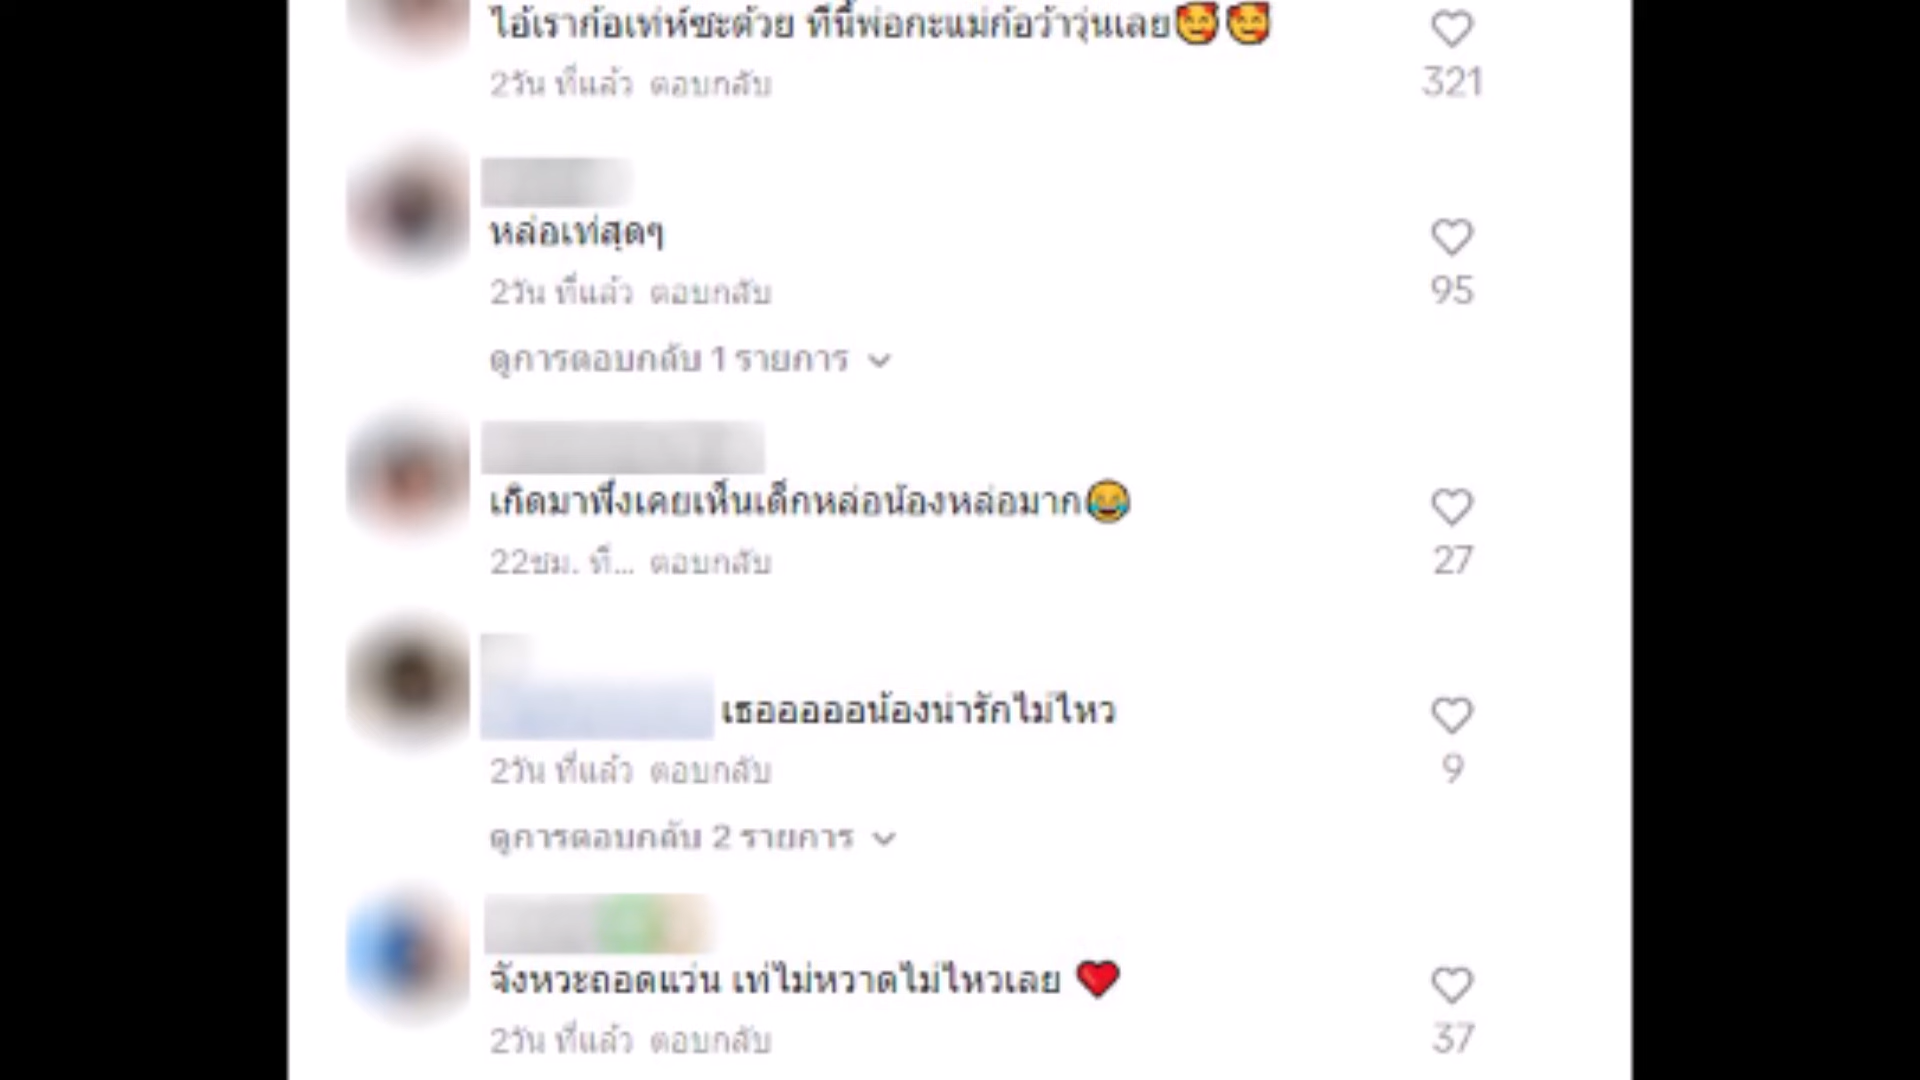 ไอ้เราก้อเท่ห์ซะด้วย ทีนี้พ่อกะแม่ก้อว้าวุ่นเลย🥰🥰
2วัน ที่แล้ว ตอบกลับ
321
หล่อเท่สุดๆ
2วัน ที่แล้ว ตอบกลับ
95
ดูการตอบกลับ 1 รายการ
เกิดมาพึ่งเคยเห็นเด็กหล่อน้องหล่อมาก😂
22ชม. ที่... ตอบกลับ
27
เธอออออน้องน่ารักไม่ไหว
2วัน ที่แล้ว ตอบกลับ
9
ดูการตอบกลับ 2 รายการ
จังหวะถอดแว่น เท่ไม่หวาดไม่ไหวเลย ❤️
2วัน ที่แล้ว ตอบกลับ
37